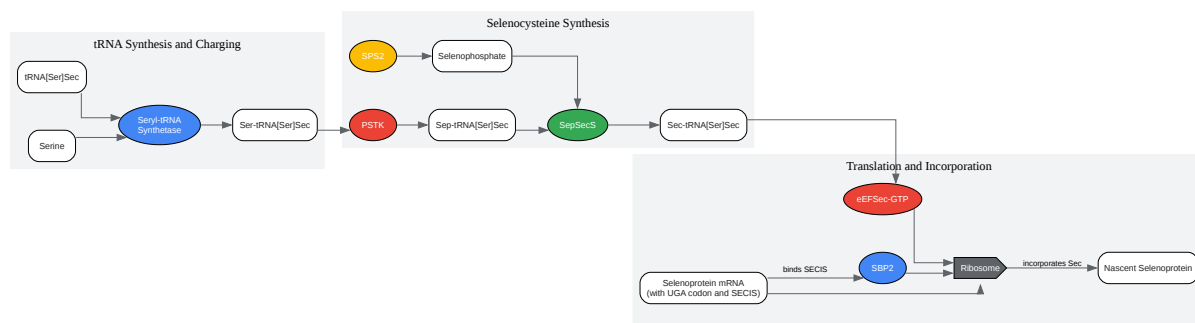 tRNA Synthesis and Charging
tRNA[Ser]Sec
Serine
Seryl-tRNA
Synthetase
Ser-tRNA[Ser]Sec
Selenocysteine Synthesis
SPS2
Selenophosphate
PSTK
Sep-tRNA[Ser]Sec
SepSecS
Sec-tRNA[Ser]Sec
Translation and Incorporation
eEFSec-GTP
Selenoprotein mRNA
(with UGA codon and SECIS)
binds SECIS
SBP2
Ribosome
incorporates Sec
Nascent Selenoprotein